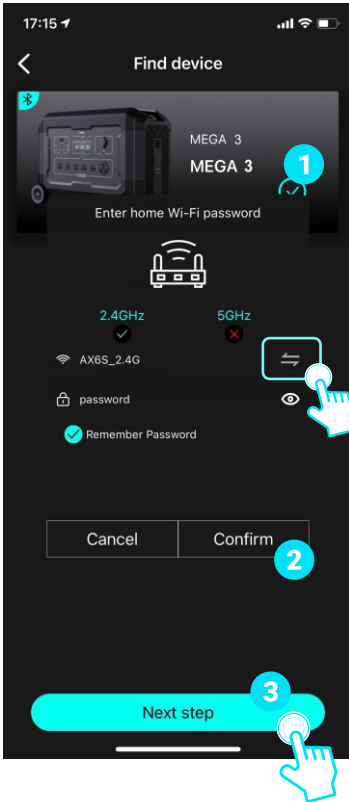 17:15
Find device
MEGA 3
MEGA 3
1
Enter home Wi-Fi password
2.4GHz 5GHz
AX6S_2.4G
password
Remember Password
Cancel Confirm
2
3
Next step